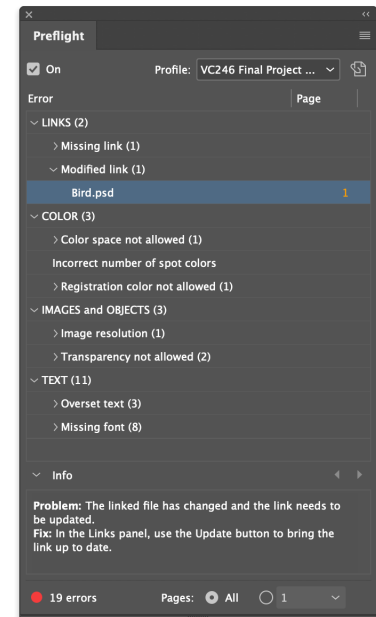 Preflight
On Profile: VC246 Final Project ...
Error Page
LINKS (2)
Missing link (1)
Modified link (1)
Bird.psd 1
COLOR (3)
Color space not allowed (1)
Incorrect number of spot colors
Registration color not allowed (1)
IMAGES and OBJECTS (3)
Image resolution (1)
Transparency not allowed (2)
TEXT (11)
Overset text (3)
Missing font (8)
Info
Problem: The linked file has changed and the link needs to
be updated.
Fix: In the Links panel, use the Update button to bring the
link up to date.
19 errors Pages: All 1